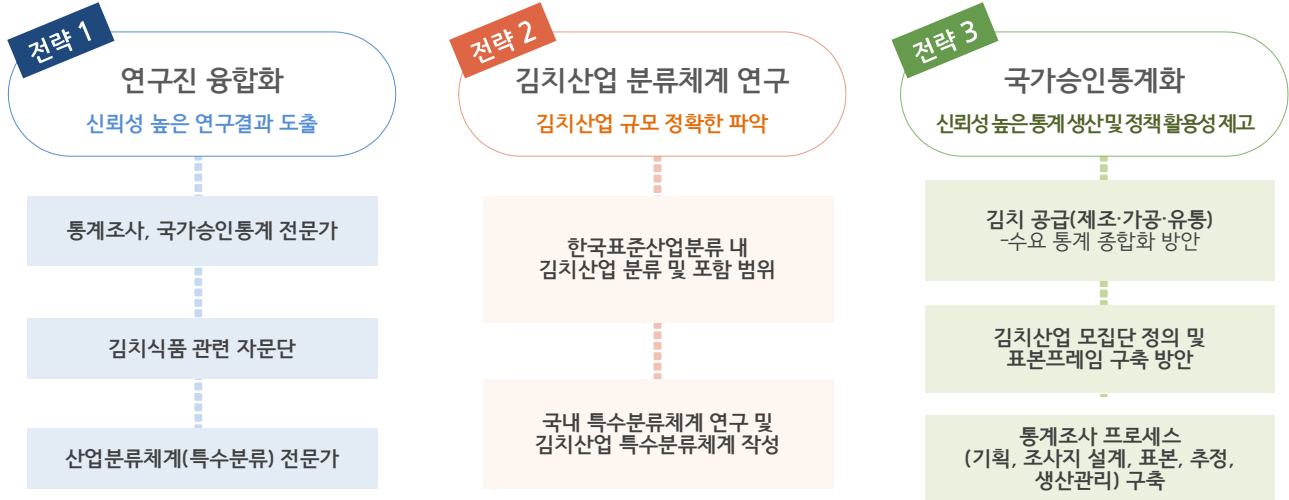 전략 1
연구진 융합화
신뢰성 높은 연구결과 도출
통계조사, 국가승인통계 전문가
김치식품 관련 자문단
산업분류체계(특수분류) 전문가
전략 2
김치산업 분류체계 연구
김치산업 규모 정확한 파악
한국표준산업분류 내
김치산업 분류 및 포함 범위
국내 특수분류체계 연구 및
김치산업 특수분류체계 작성
전략 3
국가승인통계화
신뢰성 높은 통계 생산 및 정책 활용성 제고
김치 공급(제조·가공·유통)
-수요 통계 종합화 방안
김치산업 모집단 정의 및
표본프레임 구축 방안
통계조사 프로세스
(기획, 조사지 설계, 표본, 추정,
생산관리) 구축